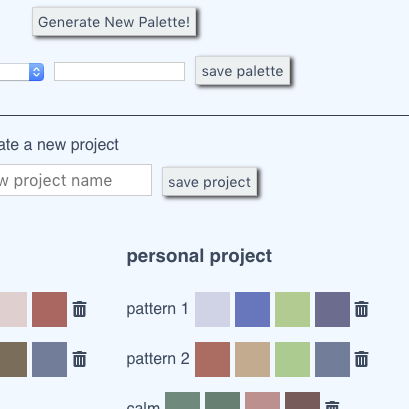 Generate New Palette!
save palette
ate a new project
w project name
save project
personal project
pattern 1
pattern 2
calm